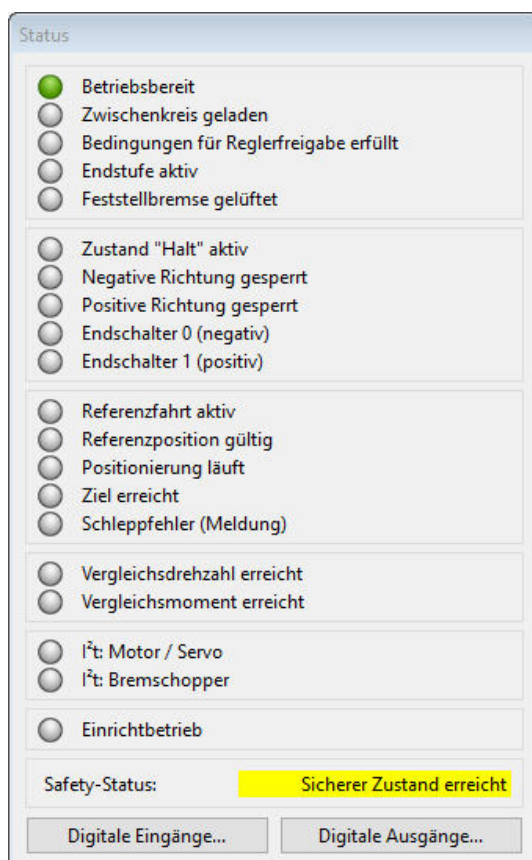 Status
Betriebsbereit
Zwischenkreis geladen
Bedingungen für Reglerfreigabe erfüllt
Endstufe aktiv
Feststellbremse gelüftet
Zustand "Halt" aktiv
Negative Richtung gesperrt
Positive Richtung gesperrt
Endschalter 0 (negativ)
Endschalter 1 (positiv)
Referenzfahrt aktiv
Referenzposition gültig
Positionierung läuft
Ziel erreicht
Schleppfehler (Meldung)
Vergleichsdrehzahl erreicht
Vergleichsmoment erreicht
I²t: Motor / Servo
I²t: Bremschopper
Einrichtbetrieb
Safety-Status: Sicherer Zustand erreicht
Digitale Eingänge... Digitale Ausgänge...